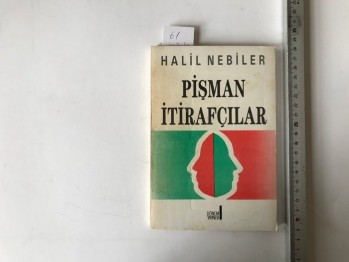 61
HALİL NEBİLER
PİŞMAN
İTİRAFÇILAR